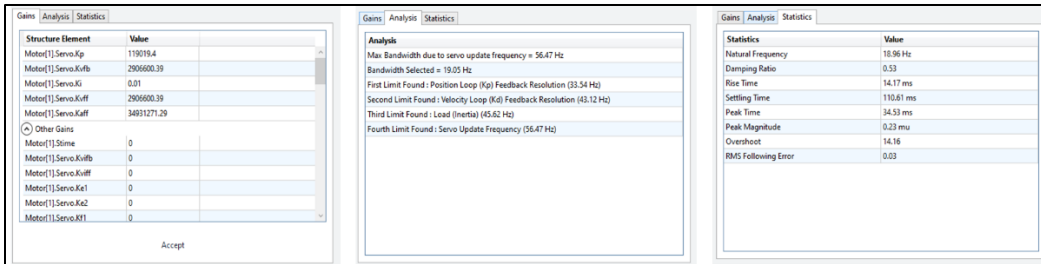 Gains Analysis Statistics
Structure Element Value
Motor[1].Servo.Kp 119019.4
Motor[1].Servo.Kvfb 2906600.39
Motor[1].Servo.Ki 0.01
Motor[1].Servo.Kvff 2906600.39
Motor[1].Servo.Kaff 34931271.29
Other Gains
Motor[1].Stime 0
Motor[1].Servo.Kvifb 0
Motor[1].Servo.Kviff 0
Motor[1].Servo.Ke1 0
Motor[1].Servo.Ke2 0
Motor[1].Servo.Kf1 0
Accept
Gains Analysis Statistics
Analysis
Max Bandwidth due to servo update frequency = 56.47 Hz
Bandwidth Selected = 19.05 Hz
First Limit Found : Position Loop (Kp) Feedback Resolution (33.54 Hz)
Second Limit Found : Velocity Loop (Kd) Feedback Resolution (43.12 Hz)
Third Limit Found : Load (Inertia) (45.62 Hz)
Fourth Limit Found : Servo Update Frequency (56.47 Hz)
Gains Analysis Statistics
Statistics Value
Natural Frequency 18.96 Hz
Damping Ratio 0.53
Rise Time 14.17 ms
Settling Time 110.61 ms
Peak Time 34.53 ms
Peak Magnitude 0.23 mu
Overshoot 14.16
RMS Following Error 0.03